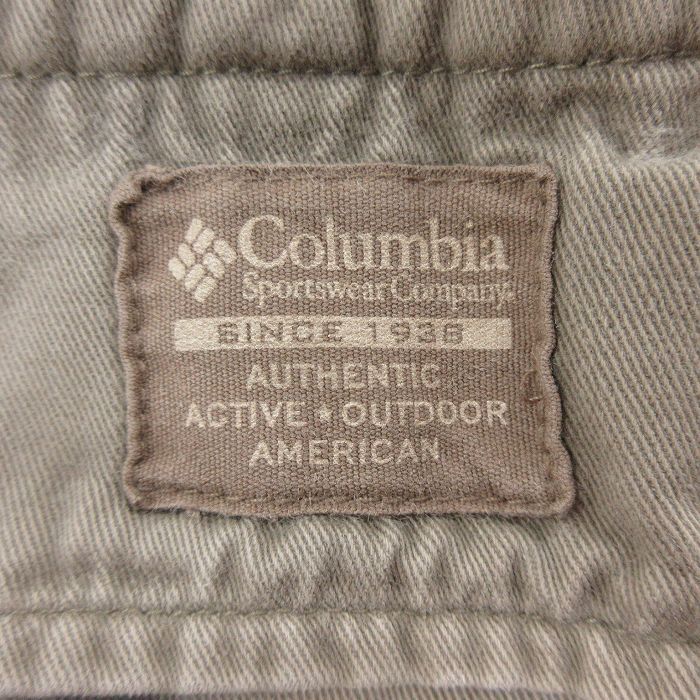 Columbia
Sportswear Company
SINCE 1938
AUTHENTIC
ACTIVE ★ OUTDOOR
AMERICAN